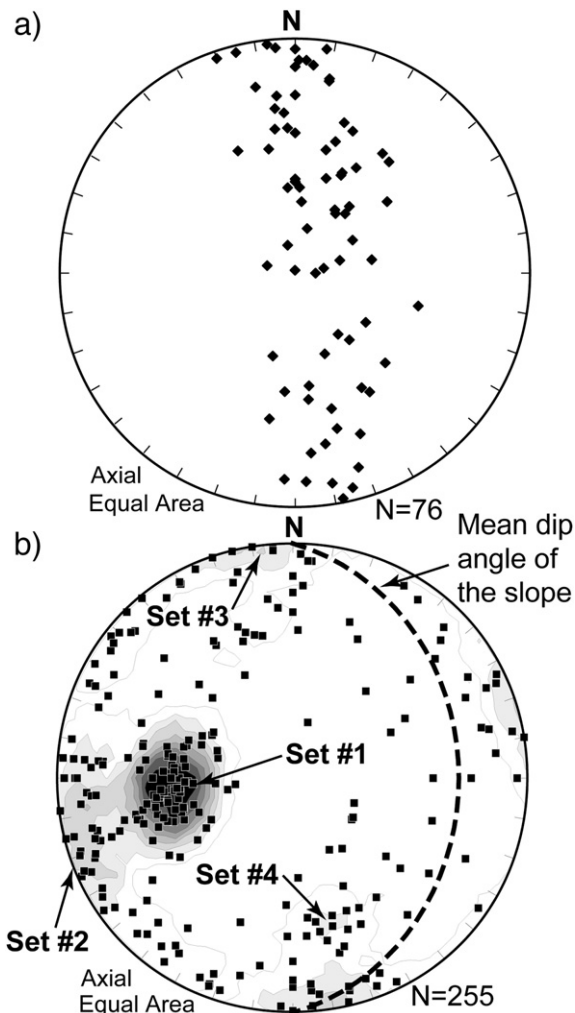 a)
N
Axial
Equal Area
N=76
b)
N
Mean dip
angle of
the slope
Set #3
Set #1
Set #4
Set #2
Axial
Equal Area
N=255